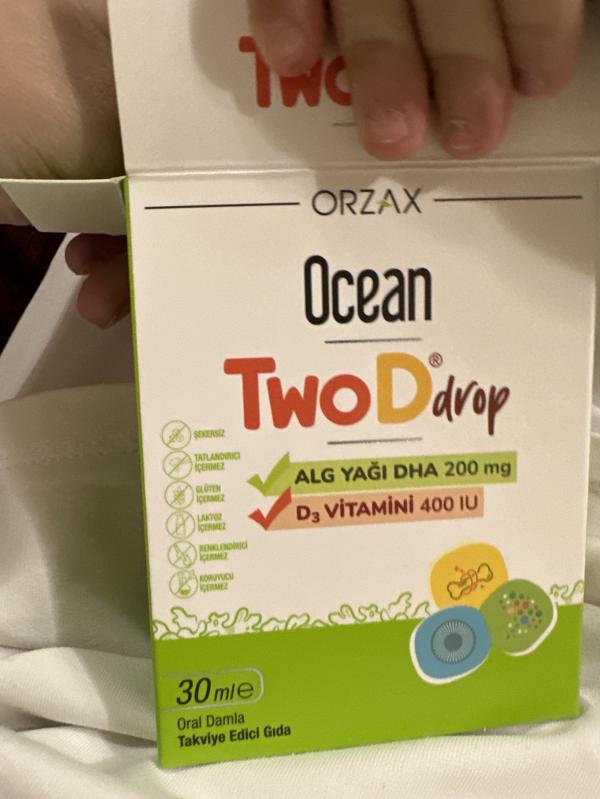 ORZAX
Ocean
TwoD® drop
ŞEKERSİZ
TATLANDIRICI
İÇERMEZ
GLÜTEN
İÇERMEZ
LAKTOZ
İÇERMEZ
RENKLENDİRİCİ
İÇERMEZ
KORUYUCU
İÇERMEZ
ALG YAĞI DHA 200 mg
D₃ VİTAMİNİ 400 IU
30 ml e
Oral Damla
Takviye Edici Gıda